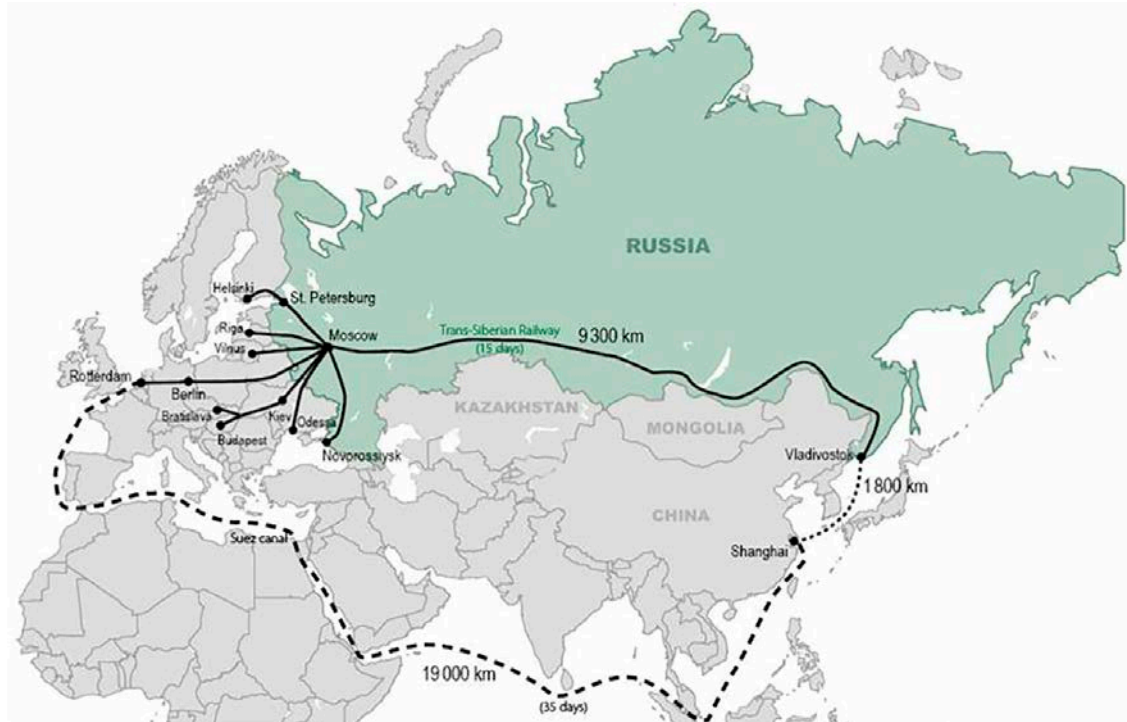 RUSSIA
Helsinki
St. Petersburg
Riga
Moscow
Trans-Siberian Railway
(15 days)
9 300 km
Vilnus
Rotterdam
Berlin
Bratislava
Kiev
Odessa
Budapest
Novorossiysk
KAZAKHSTAN
MONGOLIA
Vladivostok
1 800 km
CHINA
Suez canal
Shanghai
19 000 km
(35 days)